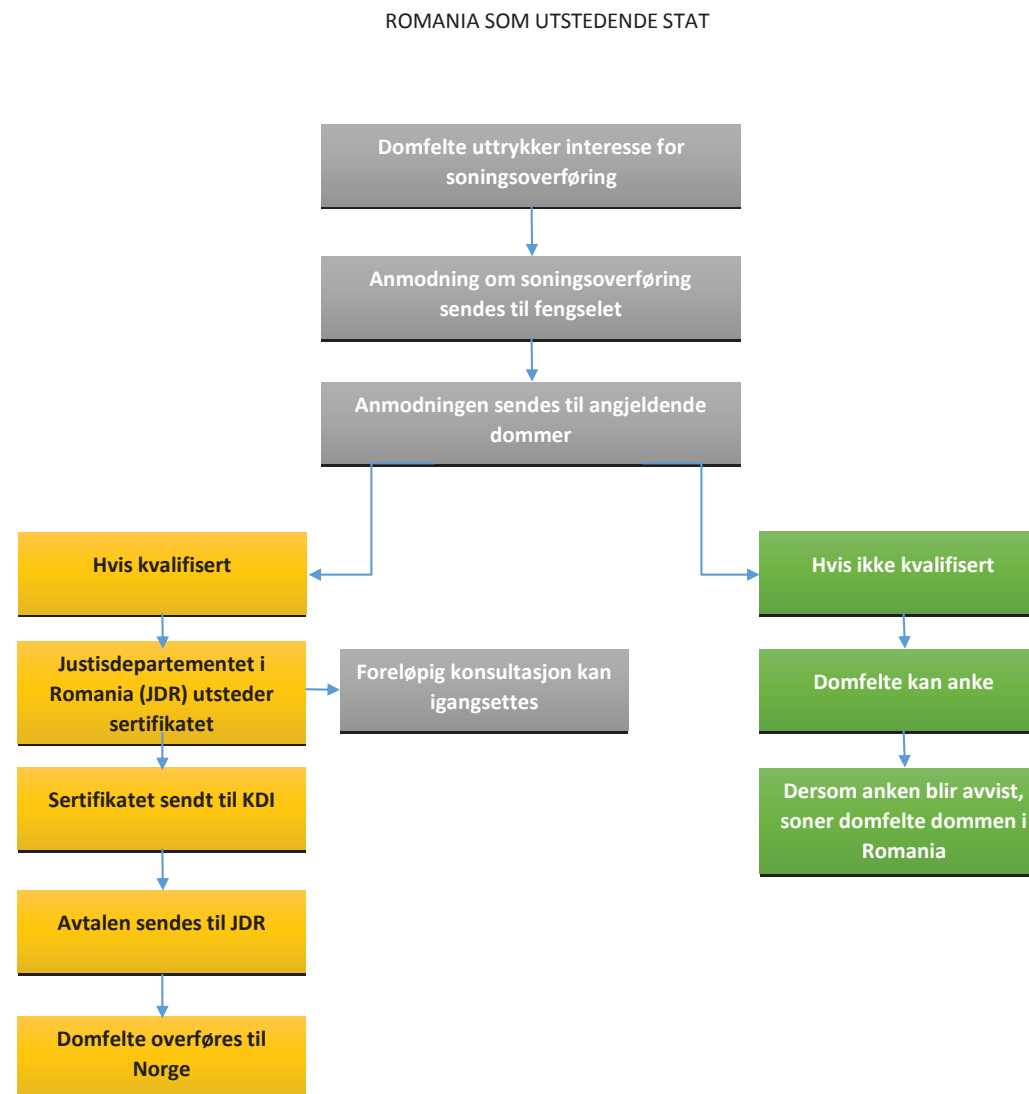 ROMANIA SOM UTSTEDENDE STAT
Domfelte uttrykker interesse for
soningsoverføring
Anmodning om soningsoverføring
sendes til fengselet
Anmodningen sendes til angjeldende
dommer
Hvis kvalifisert
Hvis ikke kvalifisert
Justisdepartementet i
Romania (JDR) utsteder
sertifikatet
Foreløpig konsultasjon kan
igangsettes
Domfelte kan anke
Sertifikatet sendt til KDI
Dersom anken blir avvist,
soner domfelte dommen i
Romania
Avtalen sendes til JDR
Domfelte overføres til
Norge